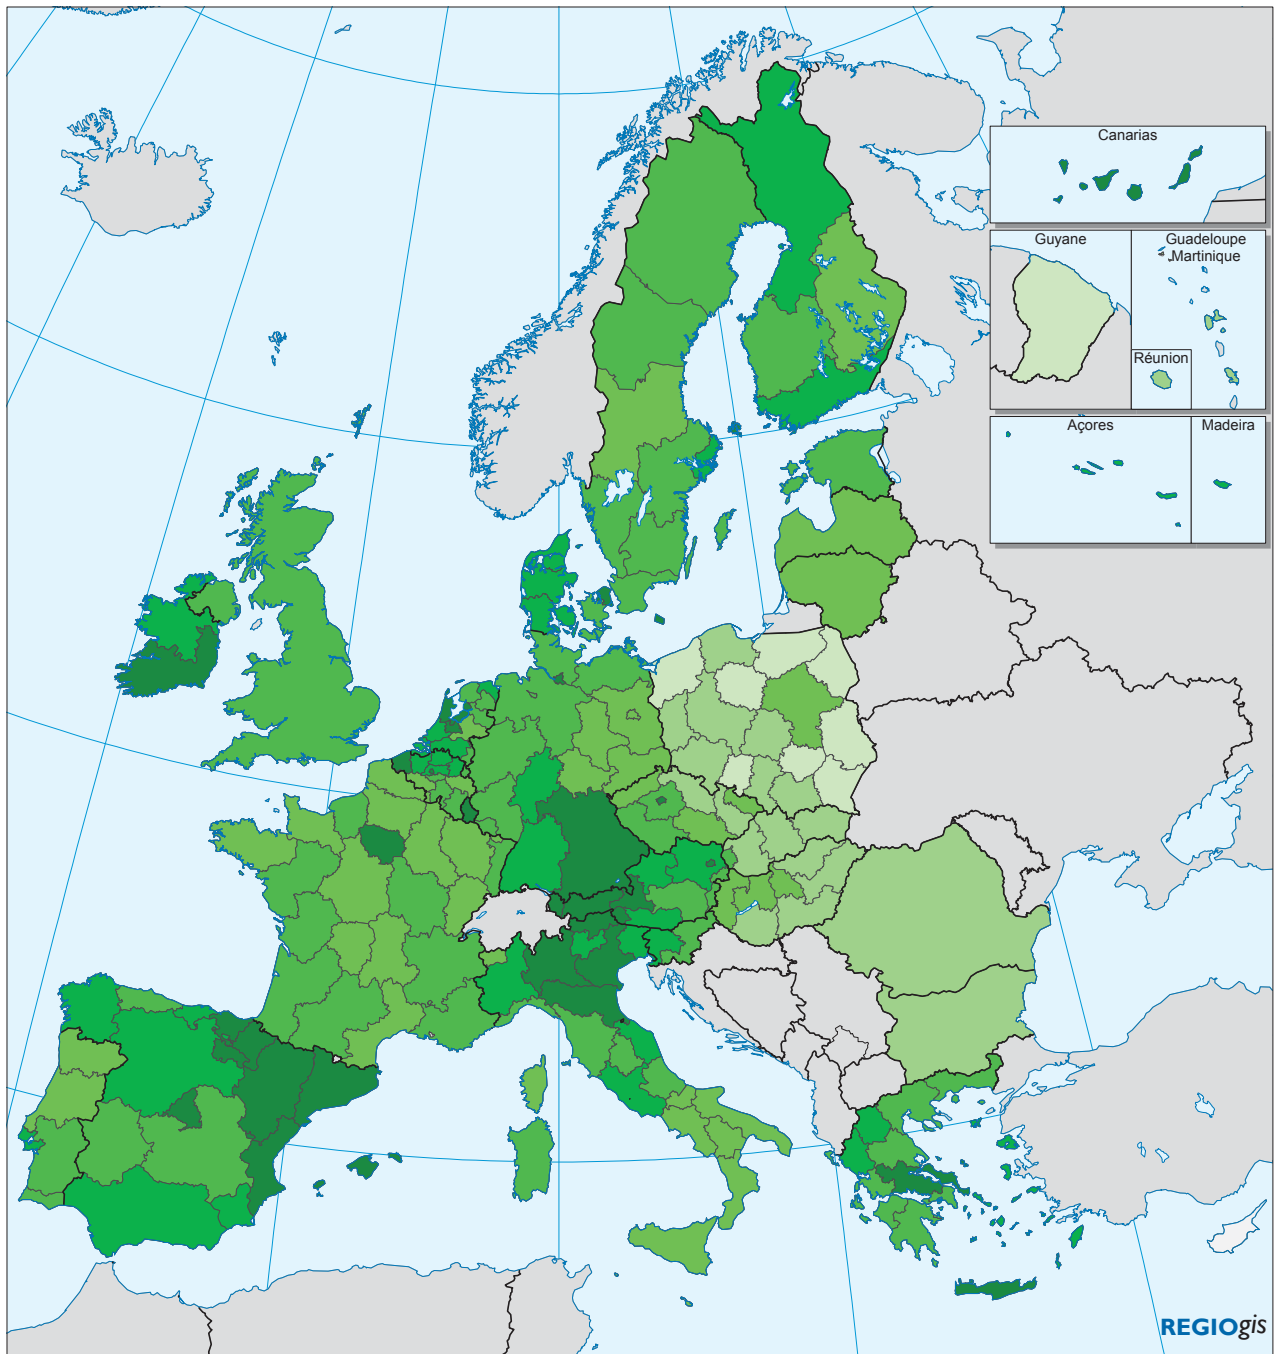 Canarias
Guyane
Guadeloupe
Martinique
Réunion
Açores
Madeira
REGIOgis